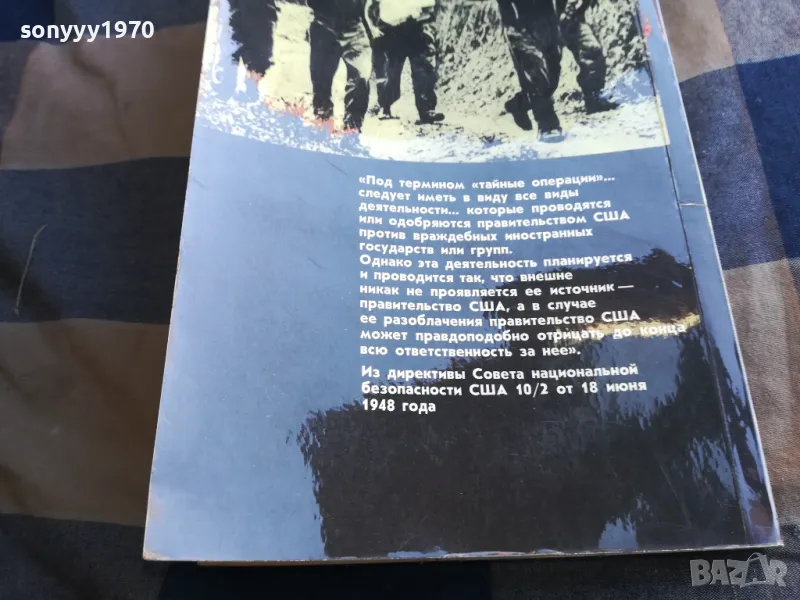 sonyyy1970
«Под термином «тайные операции»...
следует иметь в виду все виды
деятельности... которые проводятся
или одобряются правительством США
против враждебных иностранных
государств или групп.
Однако эта деятельность планируется
и проводится так, что внешне
никак не проявляется ее источник —
правительство США, а в случае
ее разоблачения правительство США
может правдоподобно отрицать до конца
всю ответственность за нее».
Из директивы Совета национальной
безопасности США 10/2 от 18 июня
1948 года
BAZAR